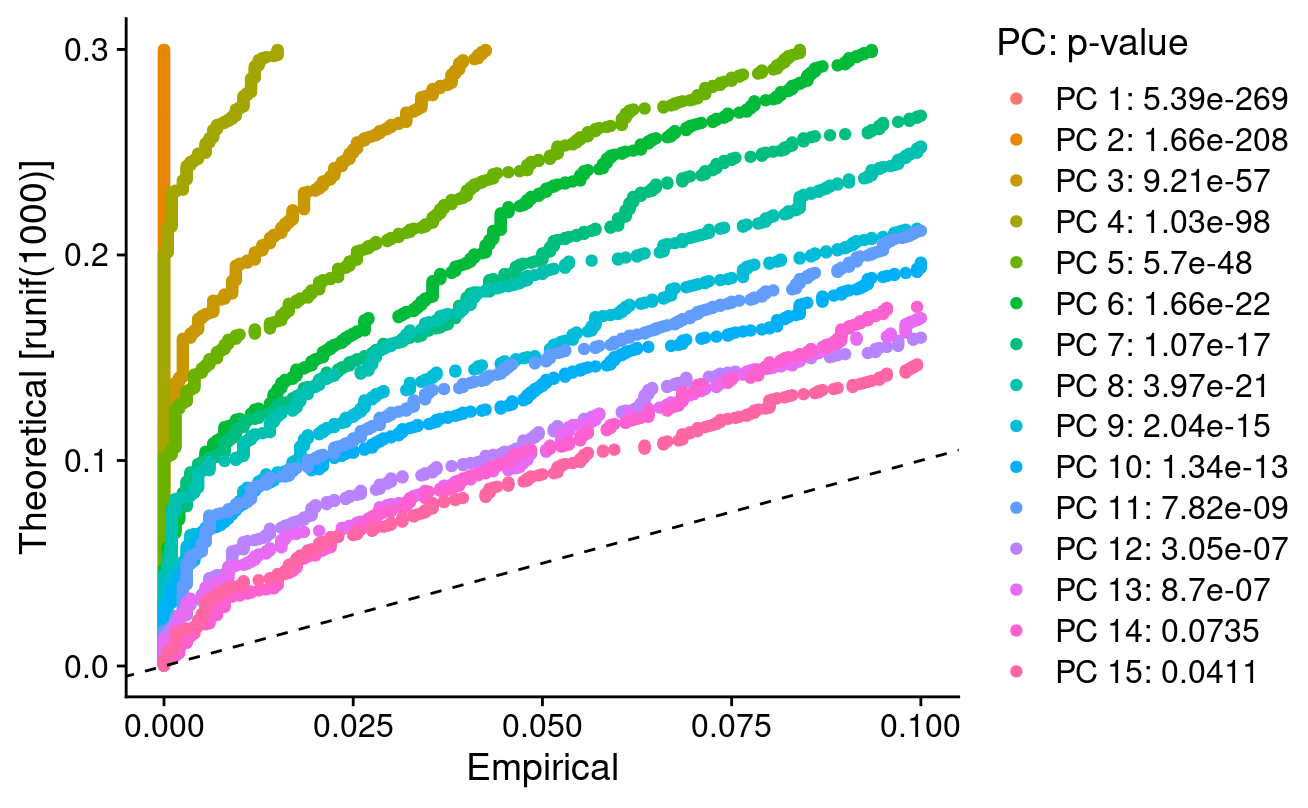 0.3
0.2
0.1
0.0
Theoretical [runif(1000)]
0.000
0.025
0.050
0.075
0.100
Empirical
PC: p-value
PC 1: 5.39e-269
PC 2: 1.66e-208
PC 3: 9.21e-57
PC 4: 1.03e-98
PC 5: 5.7e-48
PC 6: 1.66e-22
PC 7: 1.07e-17
PC 8: 3.97e-21
PC 9: 2.04e-15
PC 10: 1.34e-13
PC 11: 7.82e-09
PC 12: 3.05e-07
PC 13: 8.7e-07
PC 14: 0.0735
PC 15: 0.0411